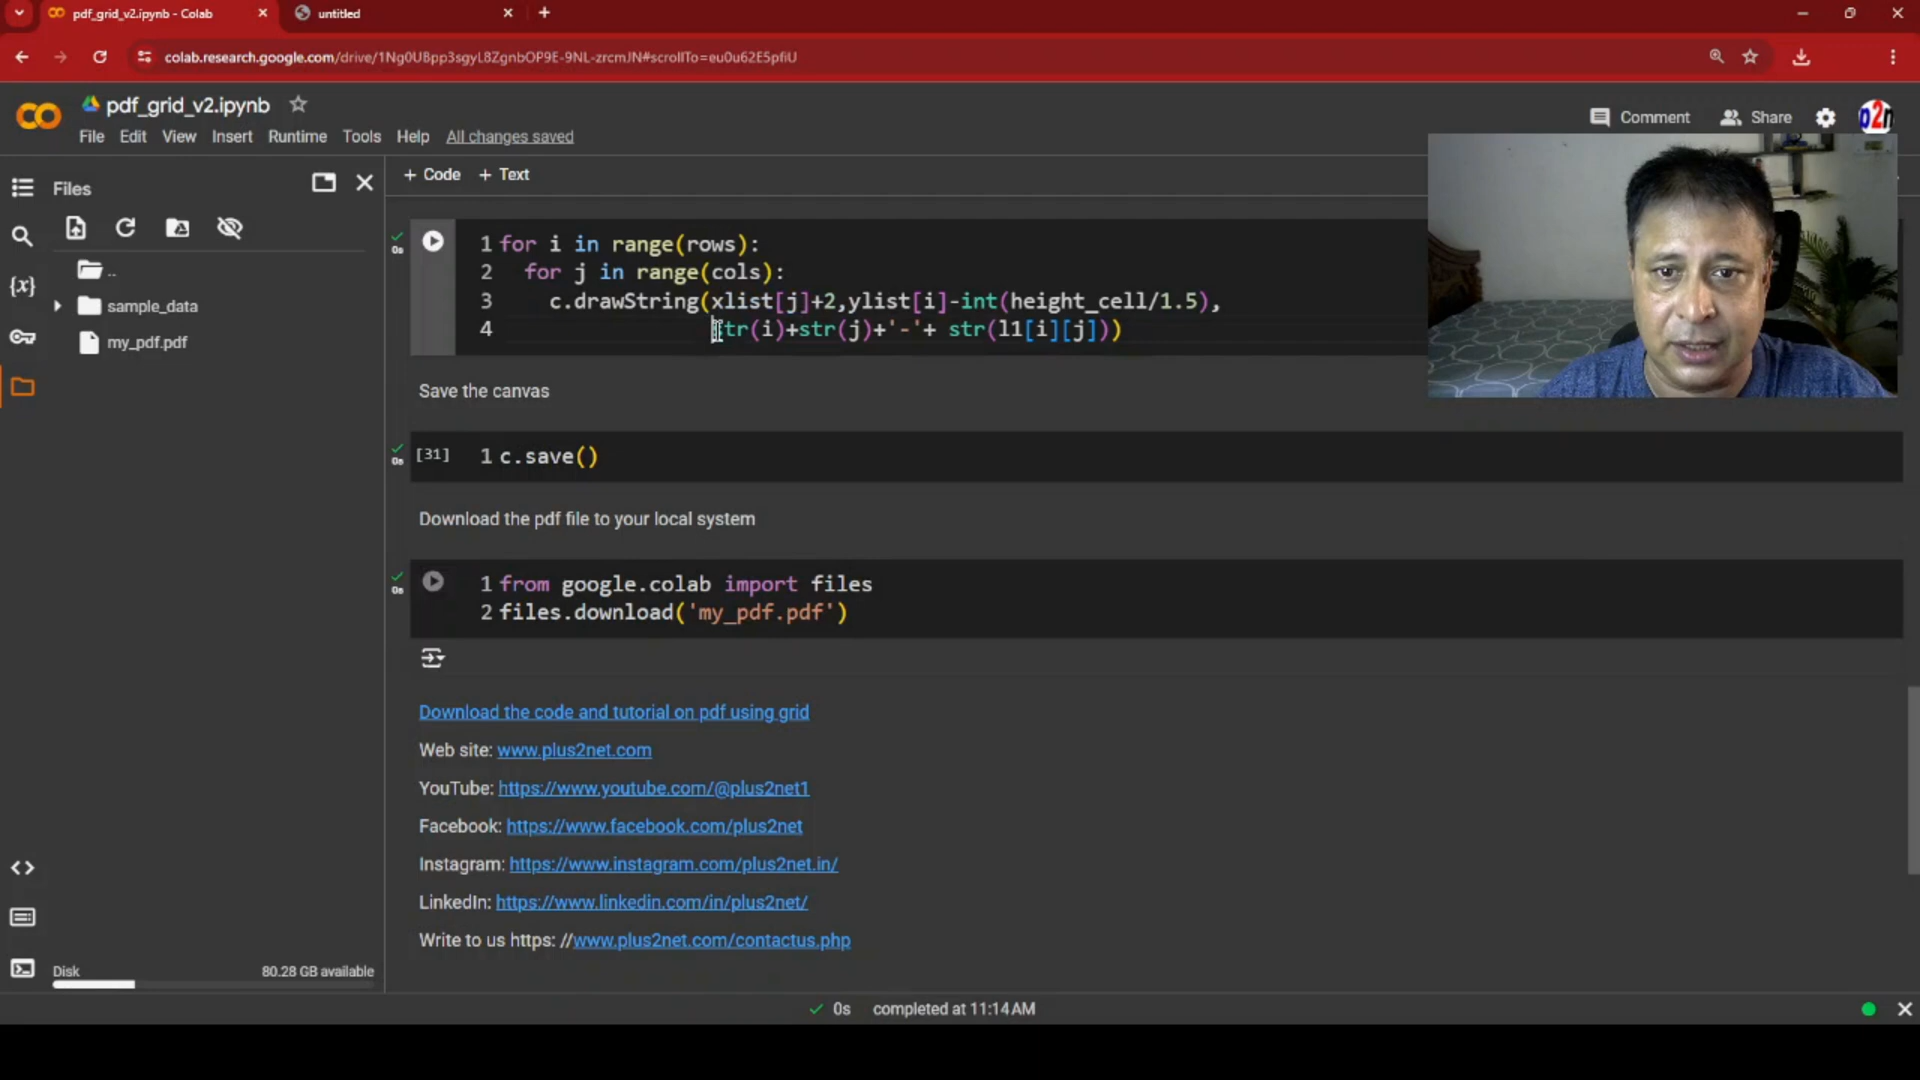 pdf_grid_v2.ipynb - Colab
untitled
colab.research.google.com/drive/1Ng0U8pp3sgyL8ZgnbOP9E-9NL-zrcmJN#scrollTo=eu0u62E5pfiU
pdf_grid_v2.ipynb
File Edit View Insert Runtime Tools Help All changes saved
Comment
Share
o2n
Files
+ Code + Text
..
sample_data
my_pdf.pdf
{x}
0s
1 for i in range(rows):
2 for j in range(cols):
3 c.drawString(xlist[j]+2,ylist[i]-int(height_cell/1.5),
4 str(i)+str(j)+'-'+ str(l1[i][j]))
Save the canvas
0s
[31] 1 c.save()
Download the pdf file to your local system
0s
1 from google.colab import files
2 files.download('my_pdf.pdf')
Download the code and tutorial on pdf using grid
Web site: www.plus2net.com
YouTube: https://www.youtube.com/@plus2net1
Facebook: https://www.facebook.com/plus2net
Instagram: https://www.instagram.com/plus2net.in/
LinkedIn: https://www.linkedin.com/in/plus2net/
Write to us https: //www.plus2net.com/contactus.php
Disk 80.28 GB available
0s completed at 11:14 AM